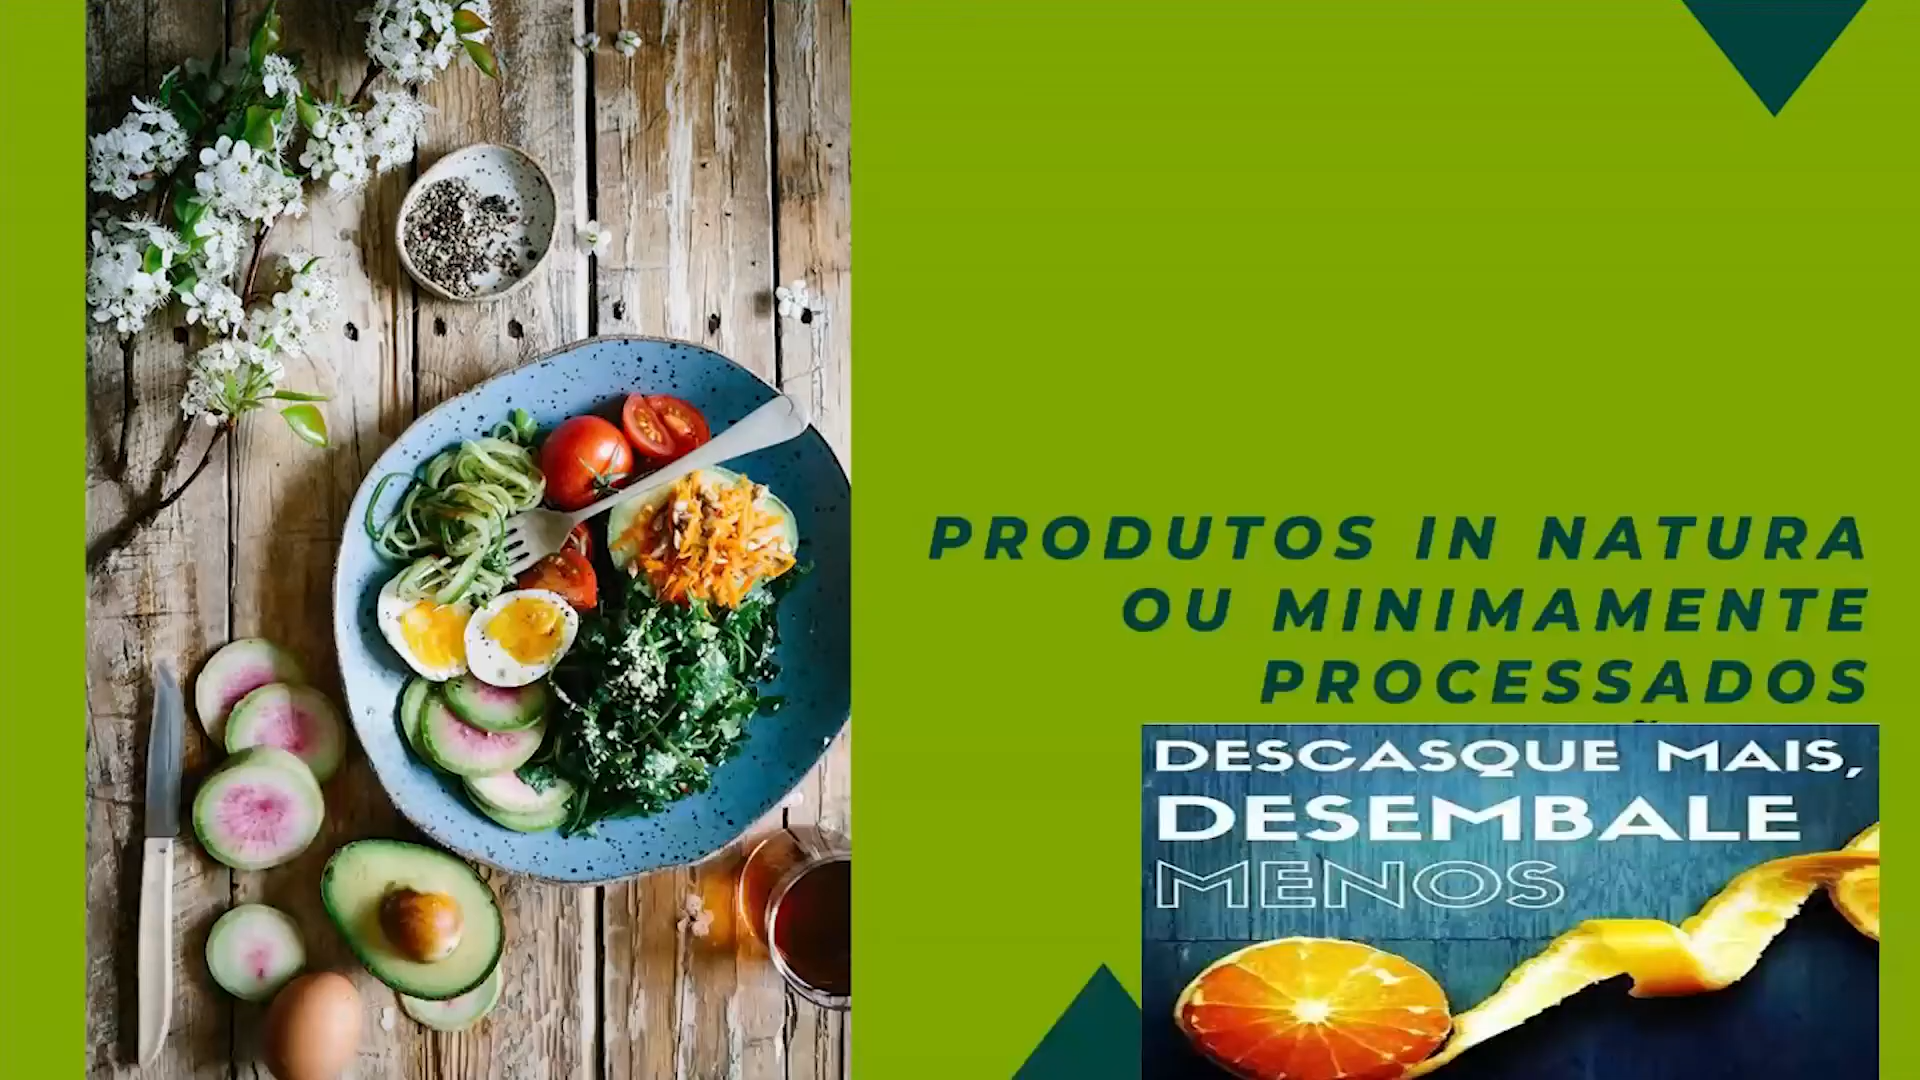 PRODUTOS IN NATURA
OU MINIMAMENTE
PROCESSADOS
DESCASQUE MAIS,
DESEMBALE
MENOS